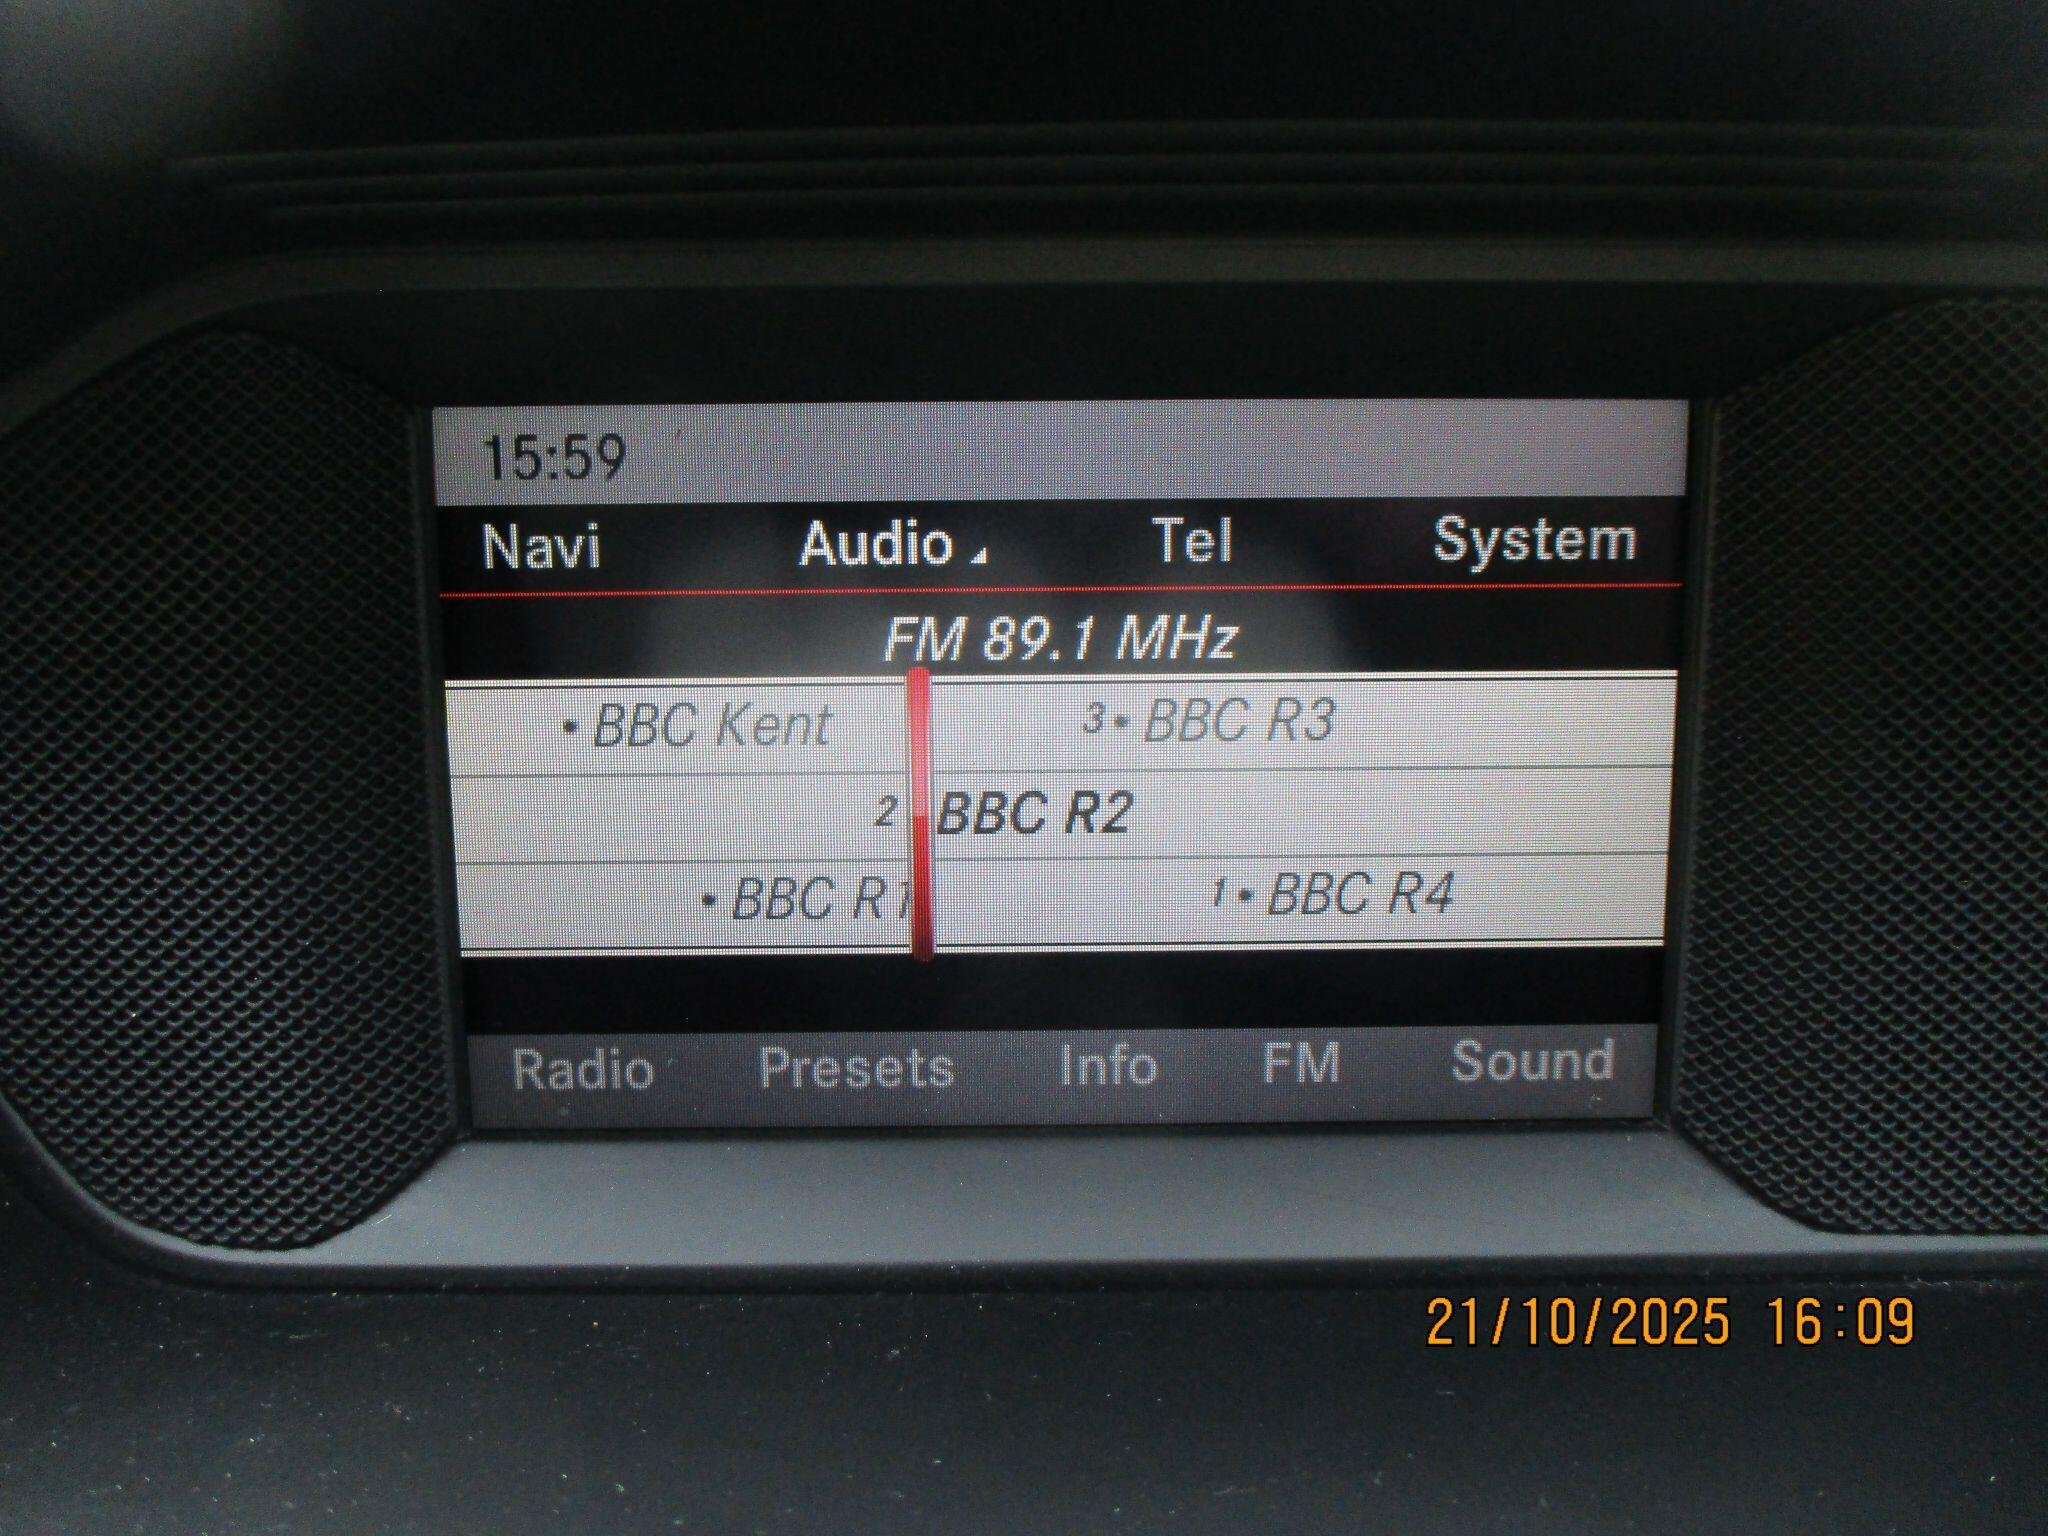 15:59
Navi Audio Tel System
FM 89.1 MHz
• BBC Kent 3• BBC R3
2 BBC R2
• BBC R1 1• BBC R4
Radio Presets Info FM Sound
21/10/2025 16:09